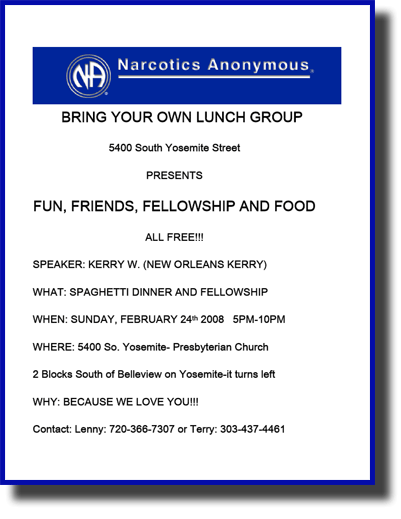 NA Narcotics Anonymous®
BRING YOUR OWN LUNCH GROUP
5400 South Yosemite Street
PRESENTS
FUN, FRIENDS, FELLOWSHIP AND FOOD
ALL FREE!!!
SPEAKER: KERRY W. (NEW ORLEANS KERRY)
WHAT: SPAGHETTI DINNER AND FELLOWSHIP
WHEN: SUNDAY, FEBRUARY 24th 2008 5PM-10PM
WHERE: 5400 So. Yosemite- Presbyterian Church
2 Blocks South of Belleview on Yosemite-it turns left
WHY: BECAUSE WE LOVE YOU!!!
Contact: Lenny: 720-366-7307 or Terry: 303-437-4461